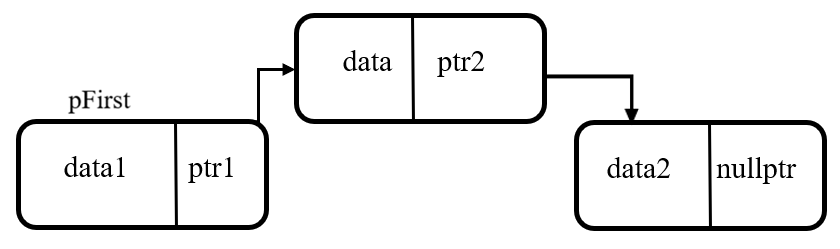 data ptr2
pFirst
data1 ptr1
data2 nullptr